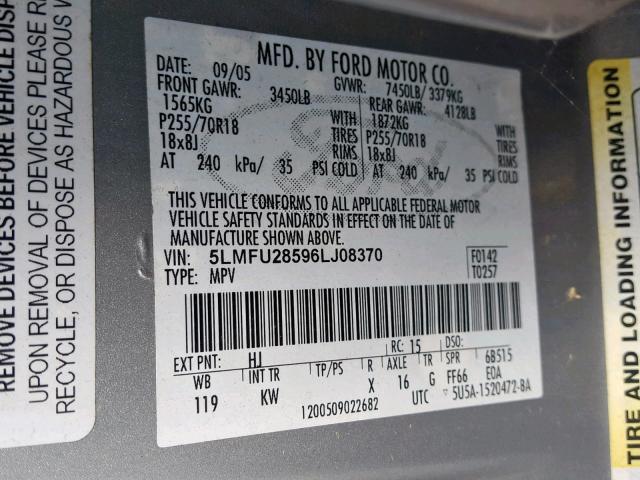 REMOVE DEVICES BEFORE VEHICLE DISP
UPON REMOVAL OF DEVICES PLEASE R
RECYCLE, OR DISPOSE AS HAZARDOUS
MFD. BY FORD MOTOR CO.
DATE: 09/05 GVWR: 7450LB/ 3379KG
FRONT GAWR: 3450LB REAR GAWR: 4128LB
1565KG WITH 1872KG WITH
P255/70R18 TIRES P255/70R18 TIRES
18x8J RIMS 18x8J RIMS
AT 240 kPa/ 35 PSI COLD AT 240 kPa/ 35 PSI COLD
THIS VEHICLE CONFORMS TO ALL APPLICABLE FEDERAL MOTOR
VEHICLE SAFETY STANDARDS IN EFFECT ON THE DATE OF
MANUFACTURE SHOWN ABOVE.
VIN: 5LMFU28596LJ08370 F0142
TYPE: MPV T0257
EXT PNT: HJ RC: 15 DSO:
WB INT TR TP/PS R AXLE TR SPR 6B515
119 KW X 16 G FF66 E0A
1200509022682 UTC 5U5A-1520472-BA
TIRE AND LOADING